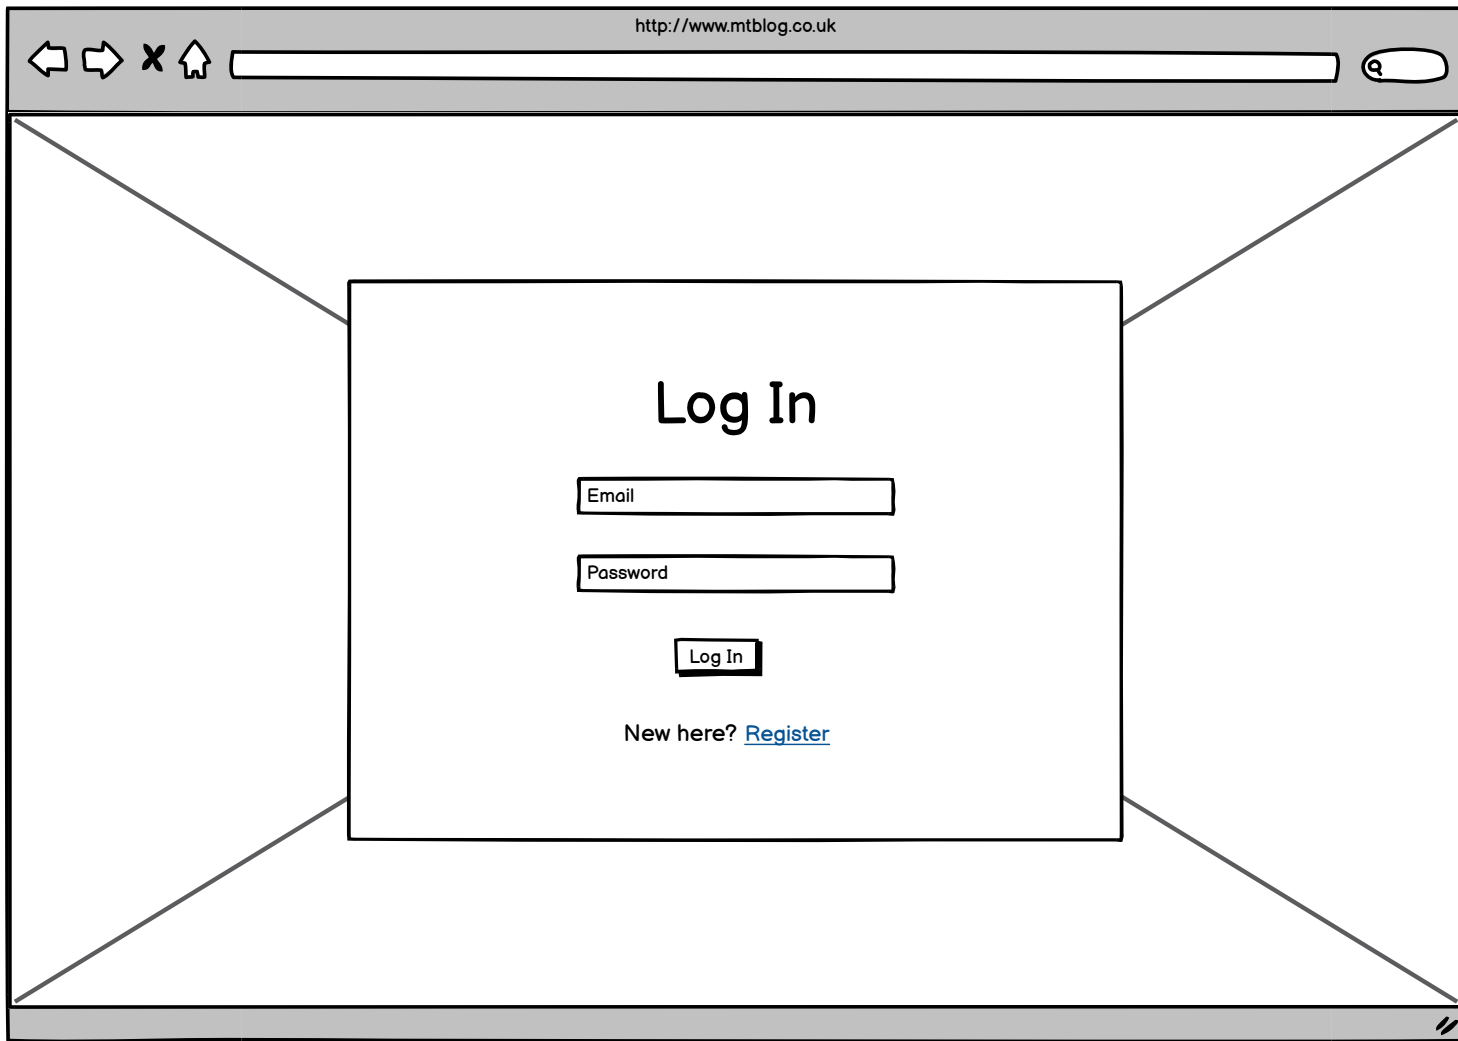 http://www.mtblog.co.uk
Log In
Email
Password
Log In
New here? Register